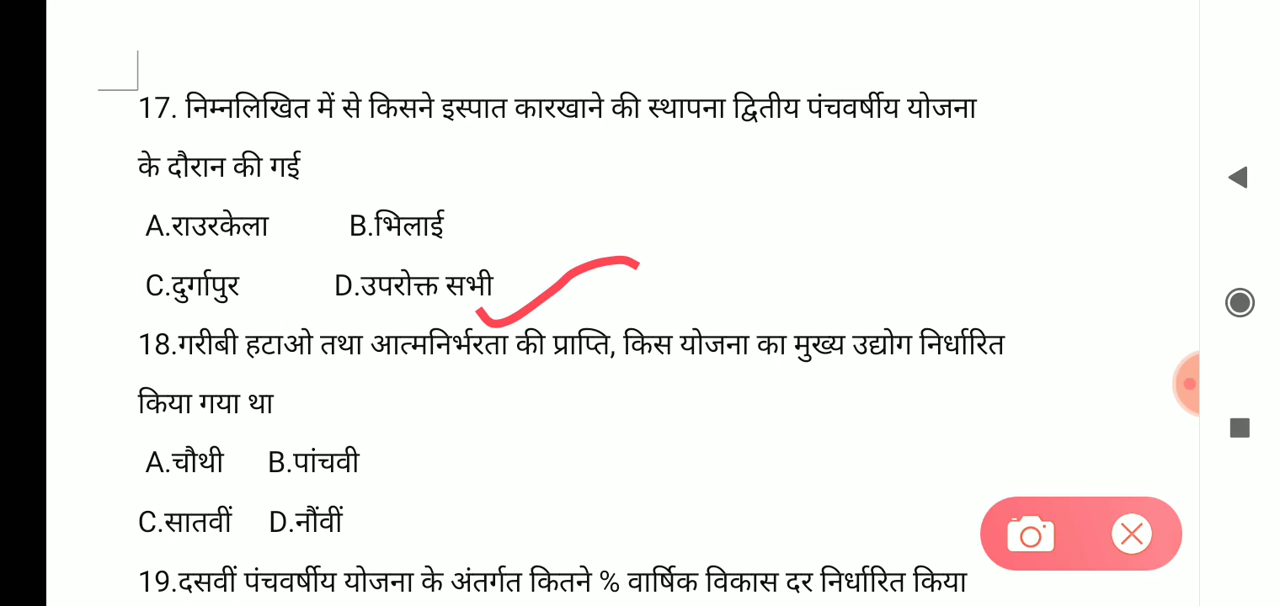 17. निम्नलिखित में से किसने इस्पात कारखाने की स्थापना द्वितीय पंचवर्षीय योजना
के दौरान की गई
A.राउरकेला B.भिलाई
C.दुर्गापुर D.उपरोक्त सभी
18.गरीबी हटाओ तथा आत्मनिर्भरता की प्राप्ति, किस योजना का मुख्य उद्योग निर्धारित
किया गया था
A.चौथी B.पांचवी
C.सातवीं D.नौंवीं
19.दसवीं पंचवर्षीय योजना के अंतर्गत कितने % वार्षिक विकास दर निर्धारित किया